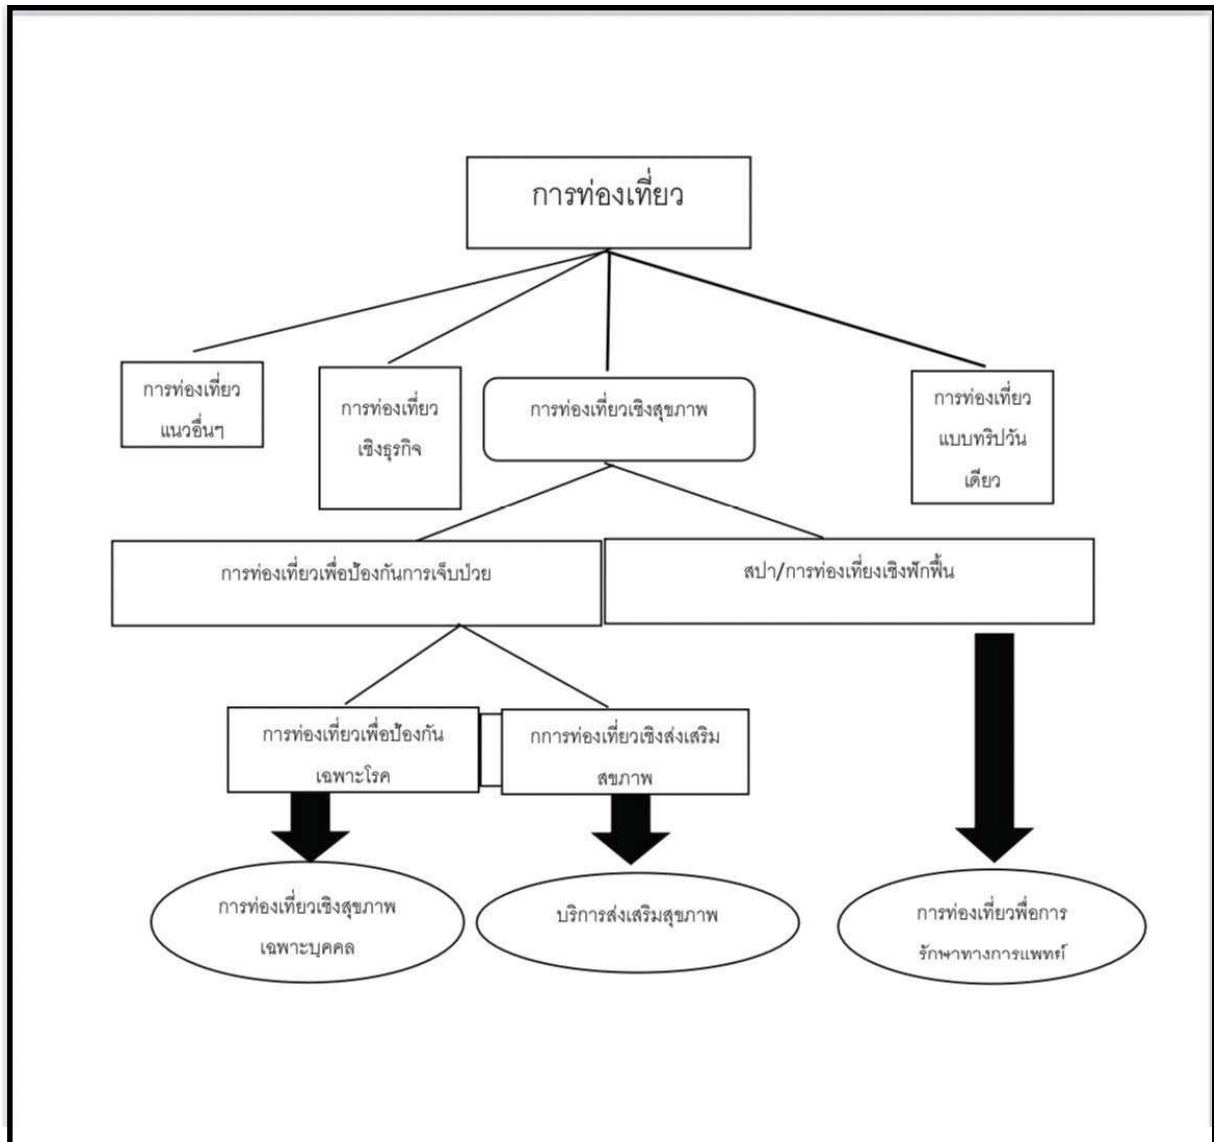 การท่องเที่ยว
การท่องเที่ยว
แนวอื่นๆ
การท่องเที่ยว
เชิงธุรกิจ
การท่องเที่ยวเชิงสุขภาพ
การท่องเที่ยว
แบบทริปวัน
เดียว
การท่องเที่ยวเพื่อป้องกันการเจ็บป่วย
สปา/การท่องเที่ยงเชิงพักฟื้น
การท่องเที่ยวเพื่อป้องกัน
เฉพาะโรค
กการท่องเที่ยวเชิงส่งเสริม
สขภาพ
การท่องเที่ยวเชิงสุขภาพ
เฉพาะบุคคล
บริการส่งเสริมสุขภาพ
การท่องเที่ยวพื่อการ
รักษาทางการแพทย์